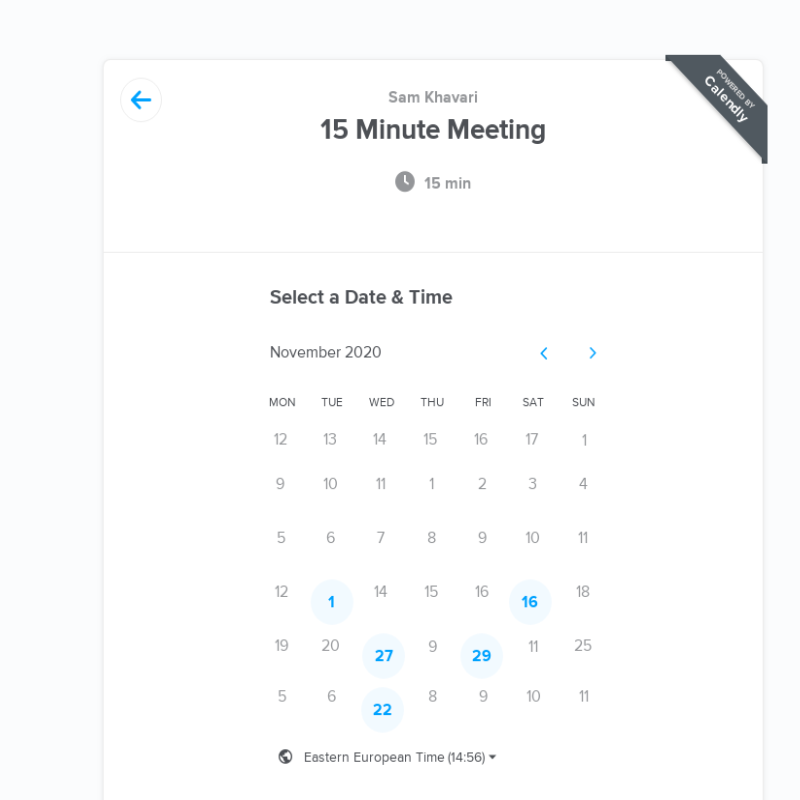 POWERED BY
Calendly
Sam Khavari
15 Minute Meeting
15 min
Select a Date & Time
November 2020
MON TUE WED THU FRI SAT SUN
12 13 14 15 16 17 1
9 10 11 1 2 3 4
5 6 7 8 9 10 11
12 1 14 15 16 16 18
19 20 27 9 29 11 25
5 6 22 8 9 10 11
Eastern European Time (14:56)